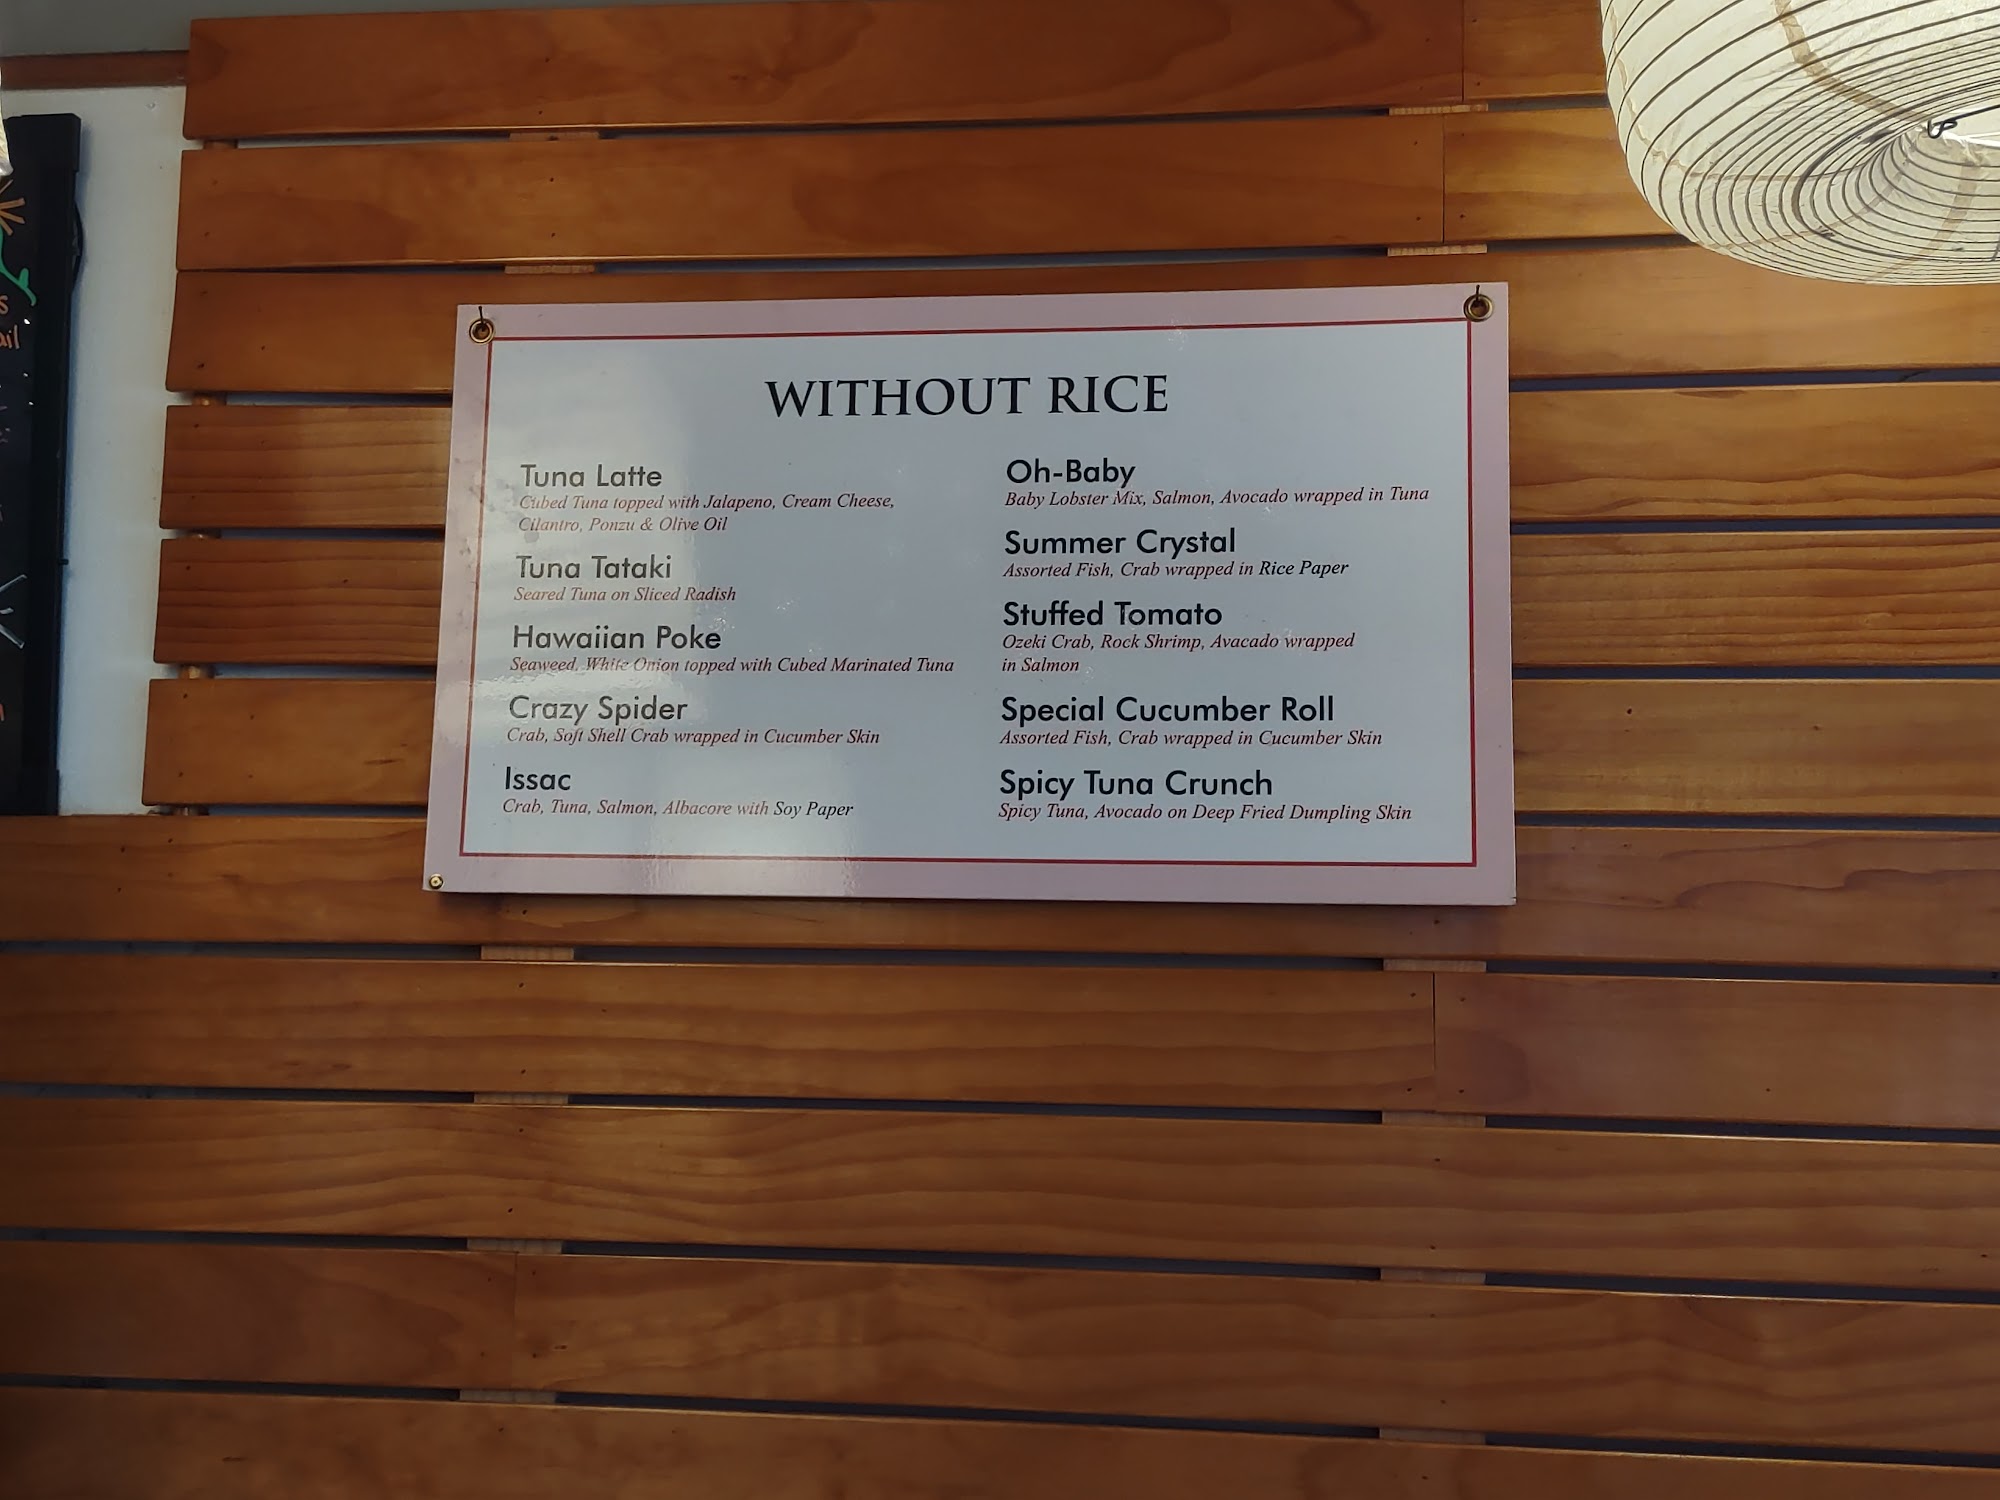 WITHOUT RICE
Tuna Latte
Cubed Tuna topped with Jalapeno, Cream Cheese,
Cilantro, Ponzu & Olive Oil
Tuna Tataki
Seared Tuna on Sliced Radish
Hawaiian Poke
Seaweed, White Onion topped with Cubed Marinated Tuna
Crazy Spider
Crab, Soft Shell Crab wrapped in Cucumber Skin
Issac
Crab, Tuna, Salmon, Albacore with Soy Paper
Oh-Baby
Baby Lobster Mix, Salmon, Avocado wrapped in Tuna
Summer Crystal
Assorted Fish, Crab wrapped in Rice Paper
Stuffed Tomato
Ozeki Crab, Rock Shrimp, Avacado wrapped
in Salmon
Special Cucumber Roll
Assorted Fish, Crab wrapped in Cucumber Skin
Spicy Tuna Crunch
Spicy Tuna, Avocado on Deep Fried Dumpling Skin